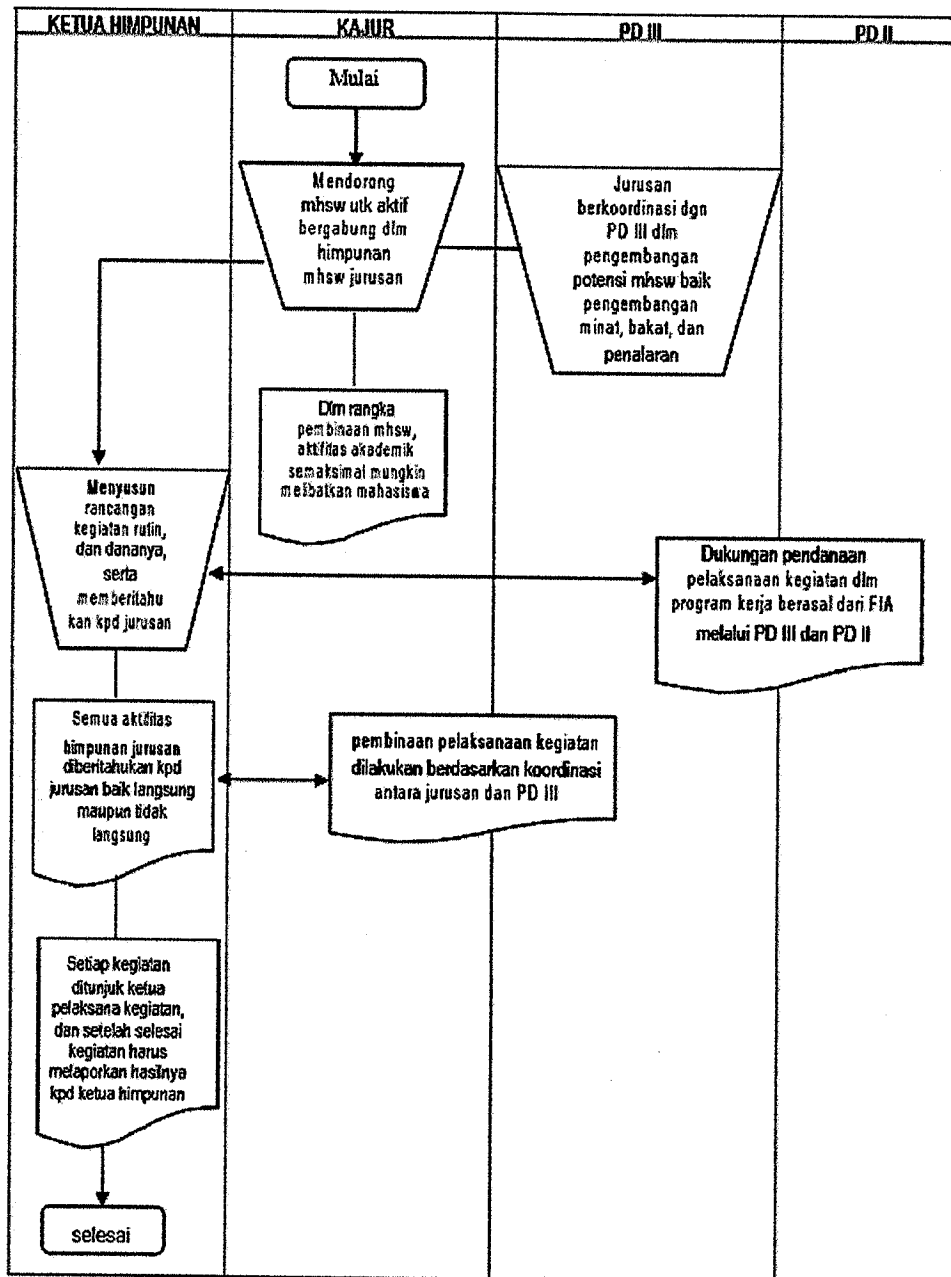 KETUA HIMPUNAN
KAJUR
PD III
PD II
Mulai
Mendorong
mhsw utk aktif
bergabung dlm
himpunan
mhsw jurusan
Jurusan
berkoordinasi dgn
PD III dlm
pengembangan
potensi mhsw baik
pengembangan
minat, bakat, dan
penalaran
Dlm rangka
pembinaan mhsw,
aktifitas akademik
semaksimal mungkin
melibatkan mahasiswa
Menyusun
rancangan
kegiatan rutin,
dan dananya,
serta
memberitahu
kan kpd jurusan
Dukungan pendanaan
pelaksanaan kegiatan dlm
program kerja berasal dari FIA
melalui PD III dan PD II
Semua aktifitas
himpunan jurusan
diberitahukan kpd
jurusan baik langsung
maupun tidak
langsung
pembinaan pelaksanaan kegiatan
dilakukan berdasarkan koordinasi
antara jurusan dan PD III
Setiap kegiatan
ditunjuk ketua
pelaksana kegiatan,
dan setelah selesai
kegiatan harus
melaporkan hasilnya
kpd ketua himpunan
selesai